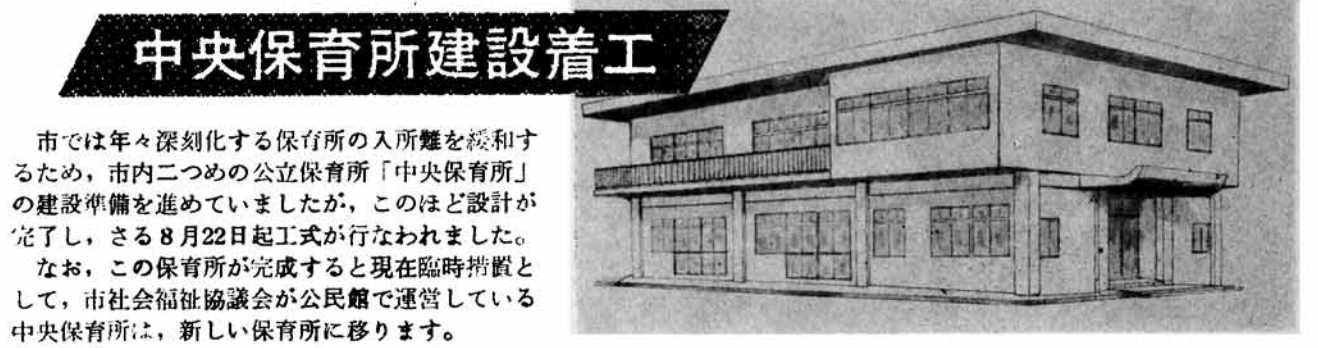 中央保育所建設着工
市では年々深刻化する保育所の入所難を緩和す
るため，市内二つめの公立保育所「中央保育所」
の建設準備を進めていましたが，このほど設計が
完了し，さる8月22日起工式が行なわれました。
なお，この保育所が完成すると現在臨時措置と
して，市社会福祉協議会が公民館で運営している
中央保育所は，新しい保育所に移ります。